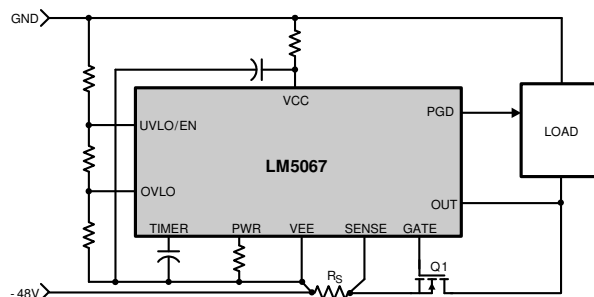 GND
VCC
PGD
UVLO/EN
LOAD
LM5067
OVLO
OUT
TIMER
PWR
VEE
SENSE
GATE
RS
Q1
- 48V